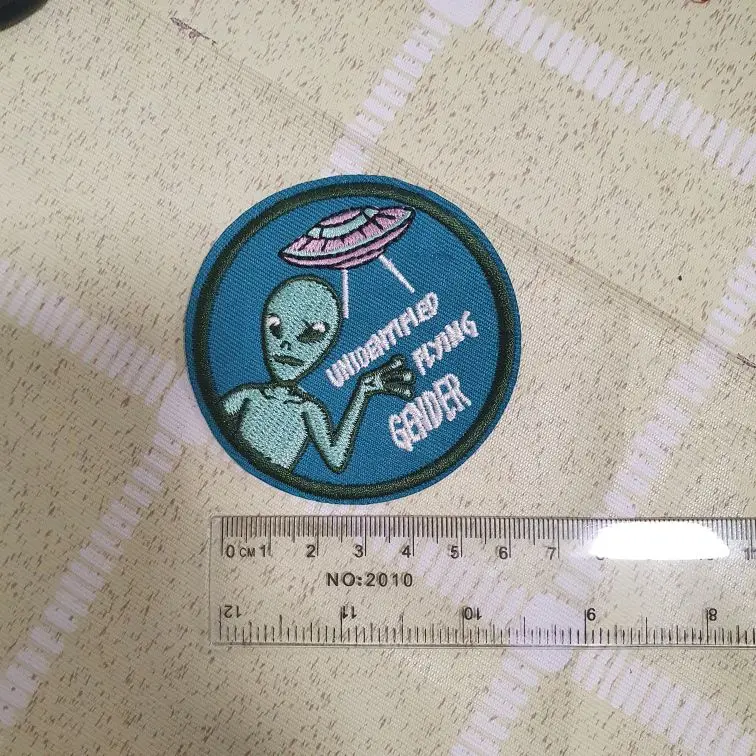 UNIDENTIFIED
FLYING
GENDER
0 CM 1 2 3 4 5 6 7
NO:2010
12 11 10 9 8